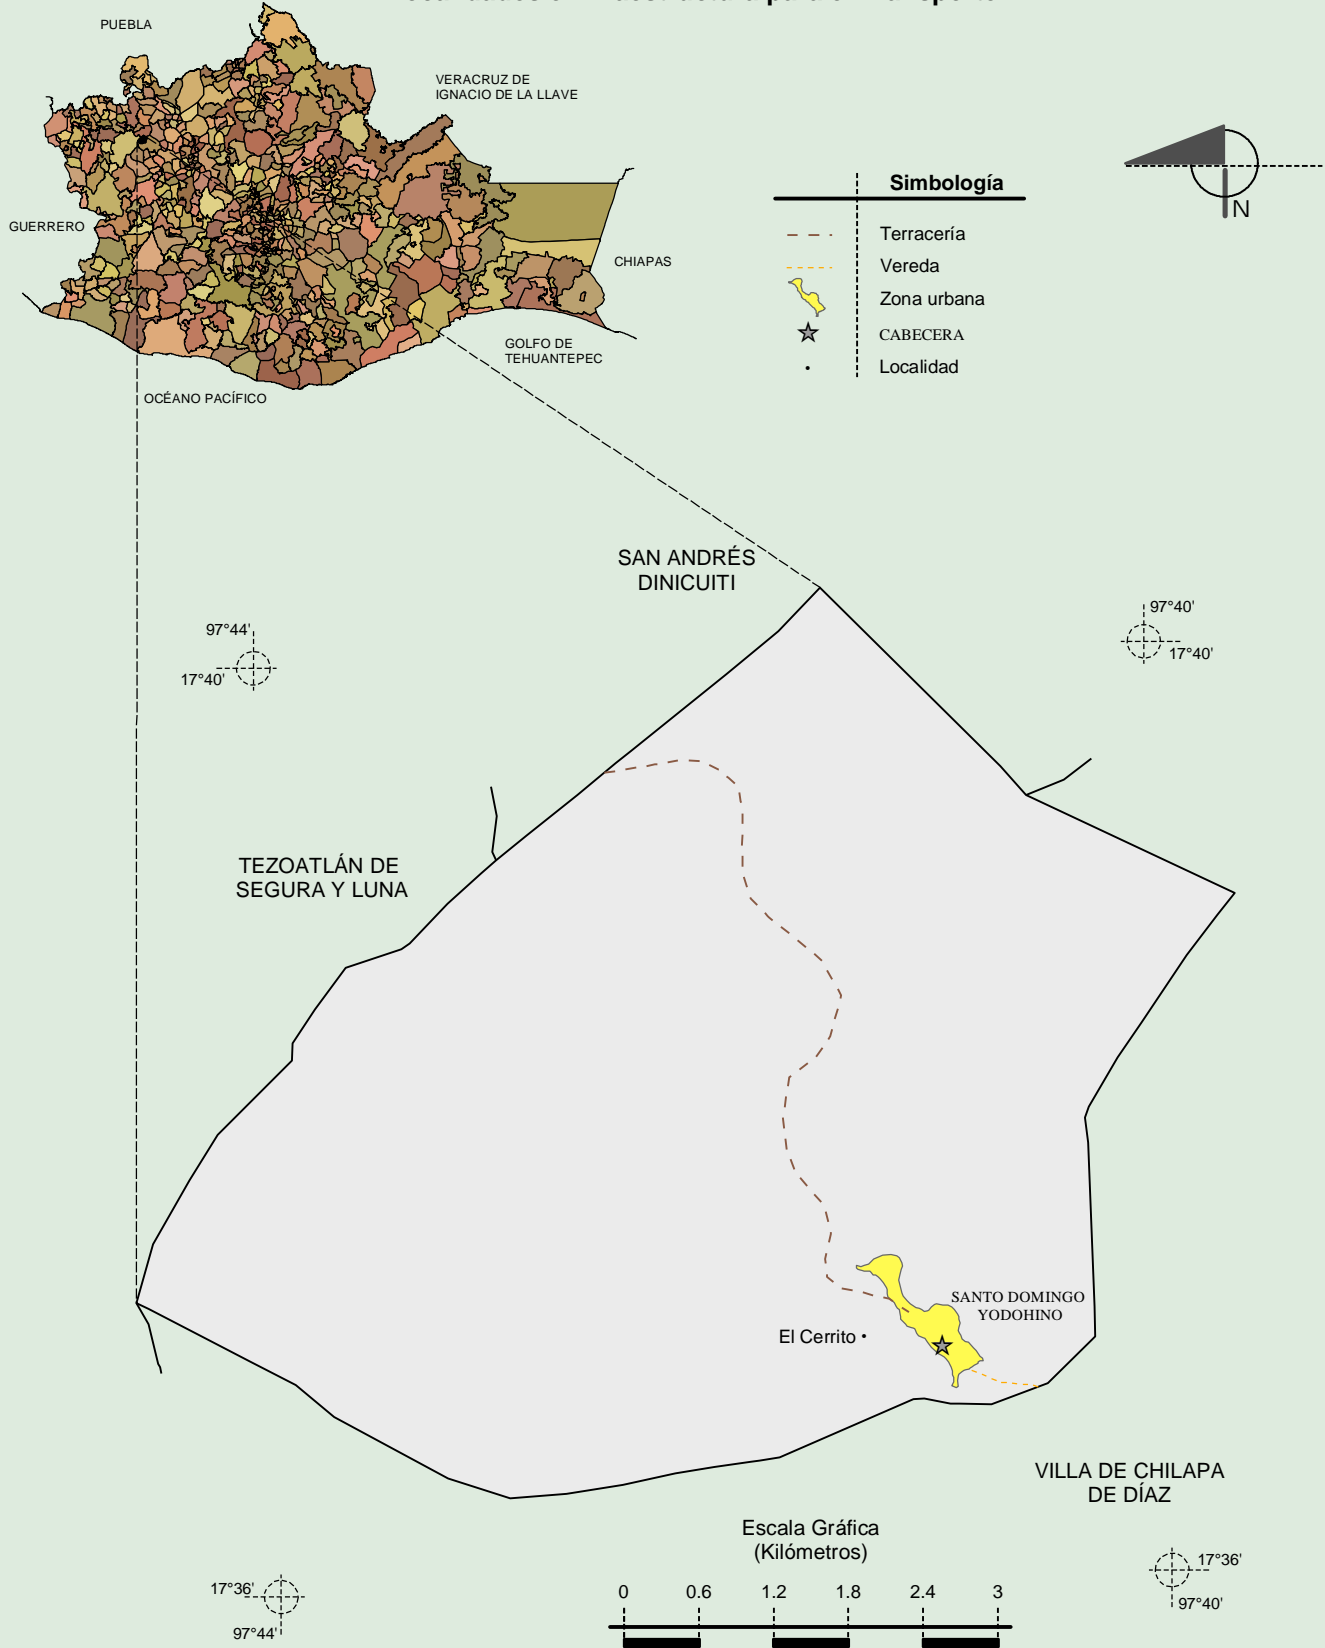 PUEBLA
VERACRUZ DE
IGNACIO DE LA LLAVE
GUERRERO
CHIAPAS
GOLFO DE
TEHUANTEPEC
OCÉANO PACÍFICO
N
Simbología
Terracería
Vereda
Zona urbana
CABECERA
Localidad
SAN ANDRÉS
DINICUITI
97°44'
17°40'
97°40'
17°40'
TEZOATLÁN DE
SEGURA Y LUNA
SANTO DOMINGO
YODOHINO
El Cerrito
VILLA DE CHILAPA
DE DÍAZ
Escala Gráfica
(Kilómetros)
0 0.6 1.2 1.8 2.4 3
17°36'
97°44'
17°36'
97°40'